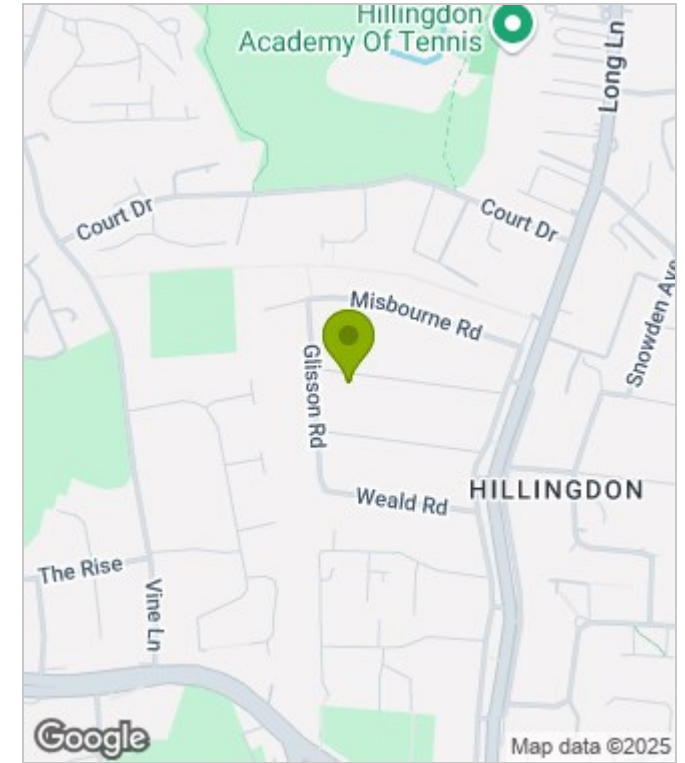 Hillingdon
Academy Of Tennis
Long Ln
Court Dr
Court Dr
Misbourne Rd
Snowden Ave
Glisson Rd
Weald Rd
HILLINGDON
The Rise
Vine Ln
Google
Map data ©2025